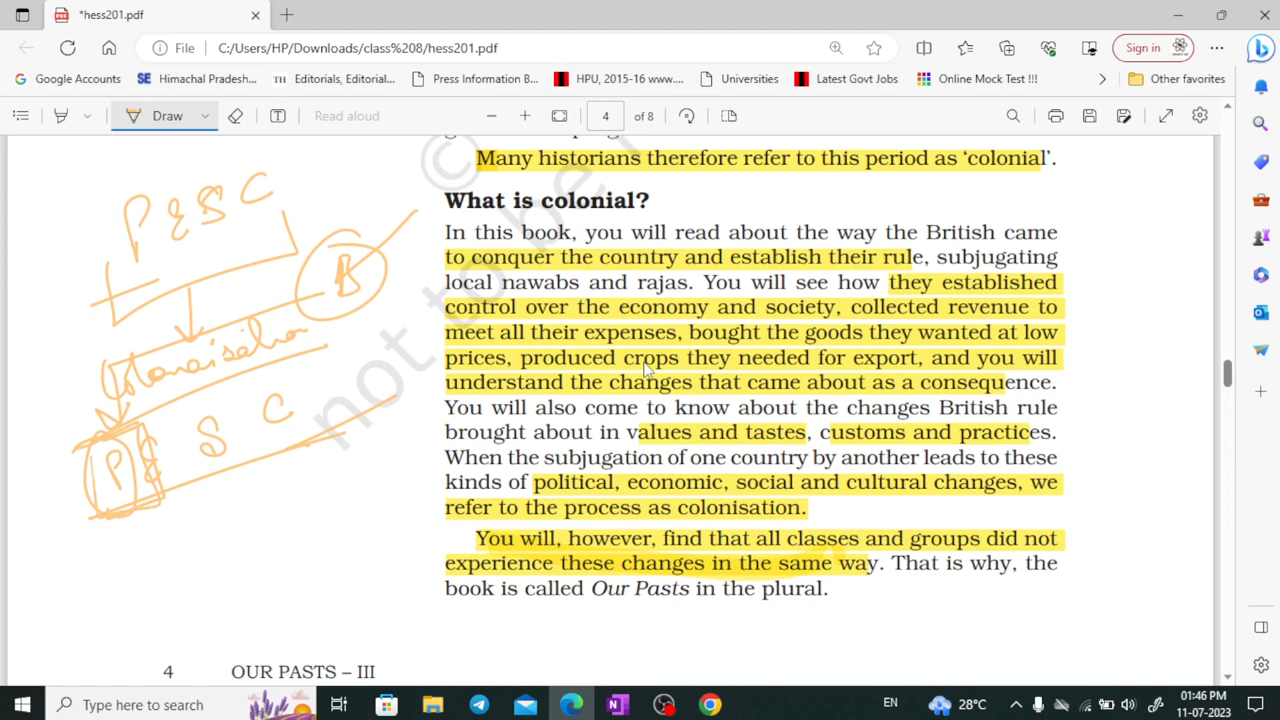 *hess201.pdf
File C:/Users/HP/Downloads/class%208/hess201.pdf
Sign in
Google Accounts SE Himachal Pradesh... TH Editorials, Editorial... Press Information B... HPU, 2015-16 www.... Universities Latest Govt Jobs Online Mock Test !!! Other favorites
Draw Read aloud 4 of 8
Many historians therefore refer to this period as ‘colonial’.
What is colonial?
In this book, you will read about the way the British came
to conquer the country and establish their rule, subjugating
local nawabs and rajas. You will see how they established
control over the economy and society, collected revenue to
meet all their expenses, bought the goods they wanted at low
prices, produced crops they needed for export, and you will
understand the changes that came about as a consequence.
You will also come to know about the changes British rule
brought about in values and tastes, customs and practices.
When the subjugation of one country by another leads to these
kinds of political, economic, social and cultural changes, we
refer to the process as colonisation.
You will, however, find that all classes and groups did not
experience these changes in the same way. That is why, the
book is called Our Pasts in the plural.
P E S C
B
Colonaisation
P E S C
© not to be
4 OUR PASTS – III
Type here to search
EN
28°C
01:46 PM
11-07-2023